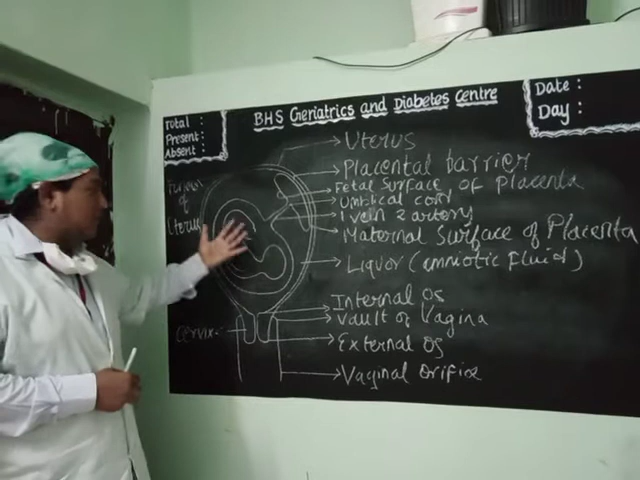 Total :
Present :
Absent :
BHS Geriatrics and Diabetes Centre
Date :
Day :
Uterus
Placental barrier
Fetal Surface of Placenta
Umbilical cord
1 vein 2 artery
Maternal Surface of Placenta
Liquor (amniotic fluid)
of
Uterus
Internal os
Vault of Vagina
Cervix
External os
Vaginal orifice